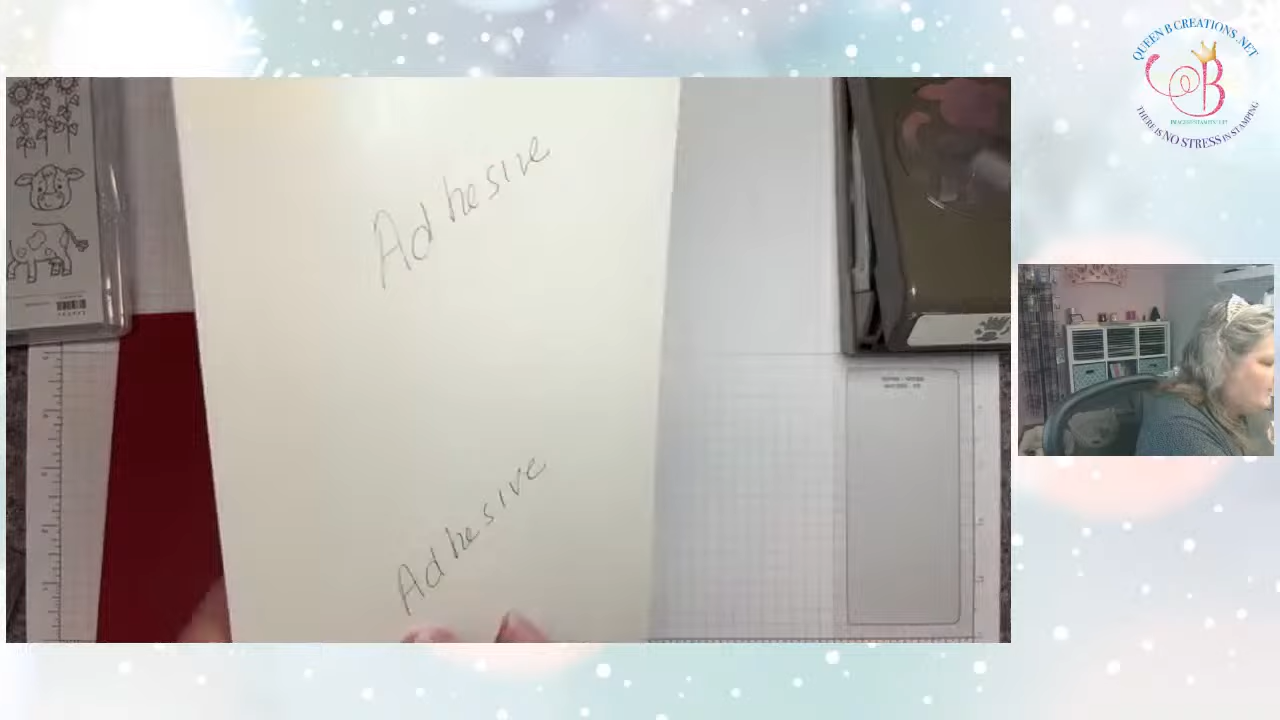 QUEEN B CREATIONS .NET
B
THERE IS NO STRESS IN STAMPING
Adhesive
Adhesive